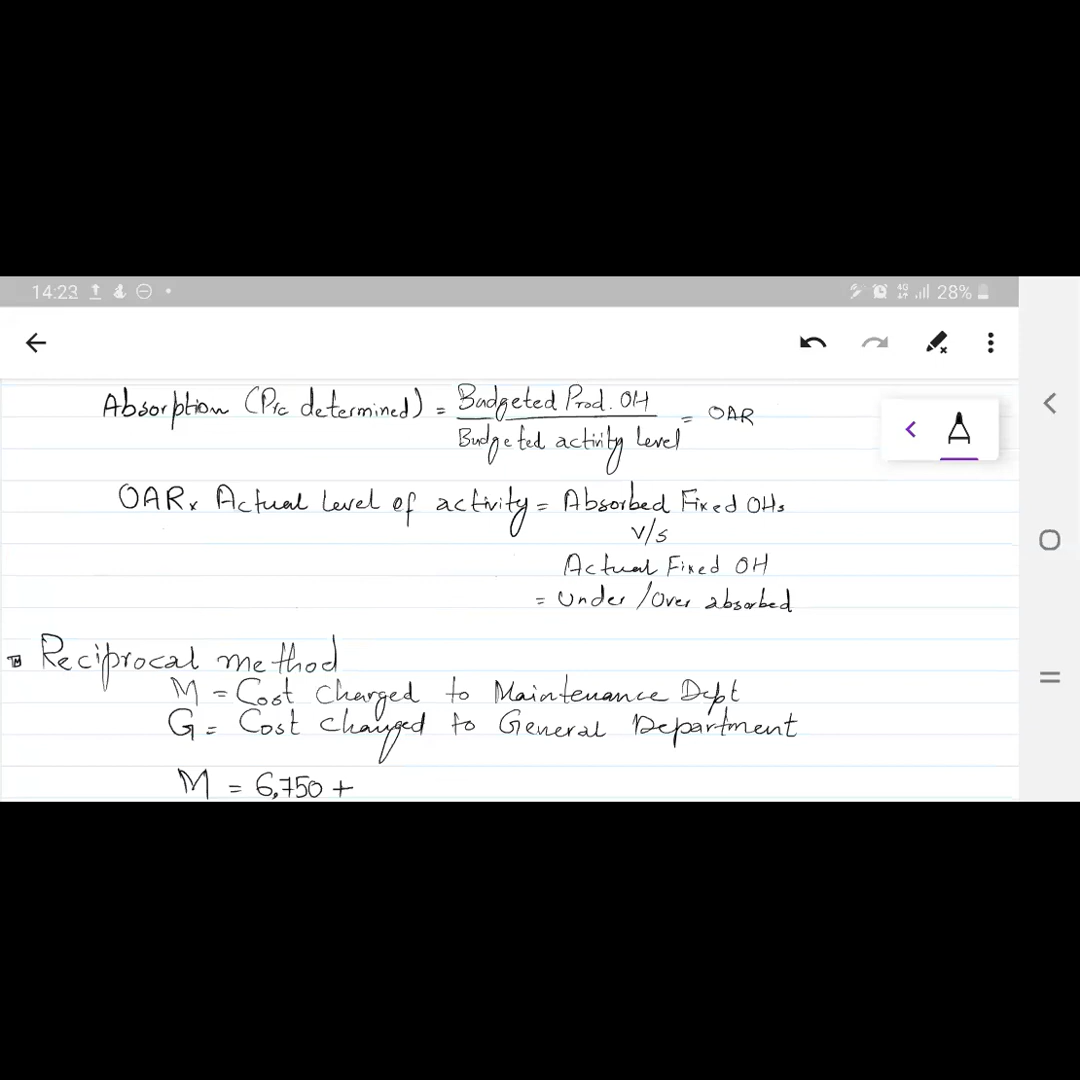 14:23
4G 28%
Absorption (Pre determined) = Budgeted Prod. OH / Budgeted activity Level = OAR
OAR x Actual Level of activity = Absorbed Fixed OHs
V/s
Actual Fixed OH
= Under / Over absorbed
Reciprocal method
M = Cost Charged to Maintenance Dept
G = Cost charged to General Department
M = 6,750 +